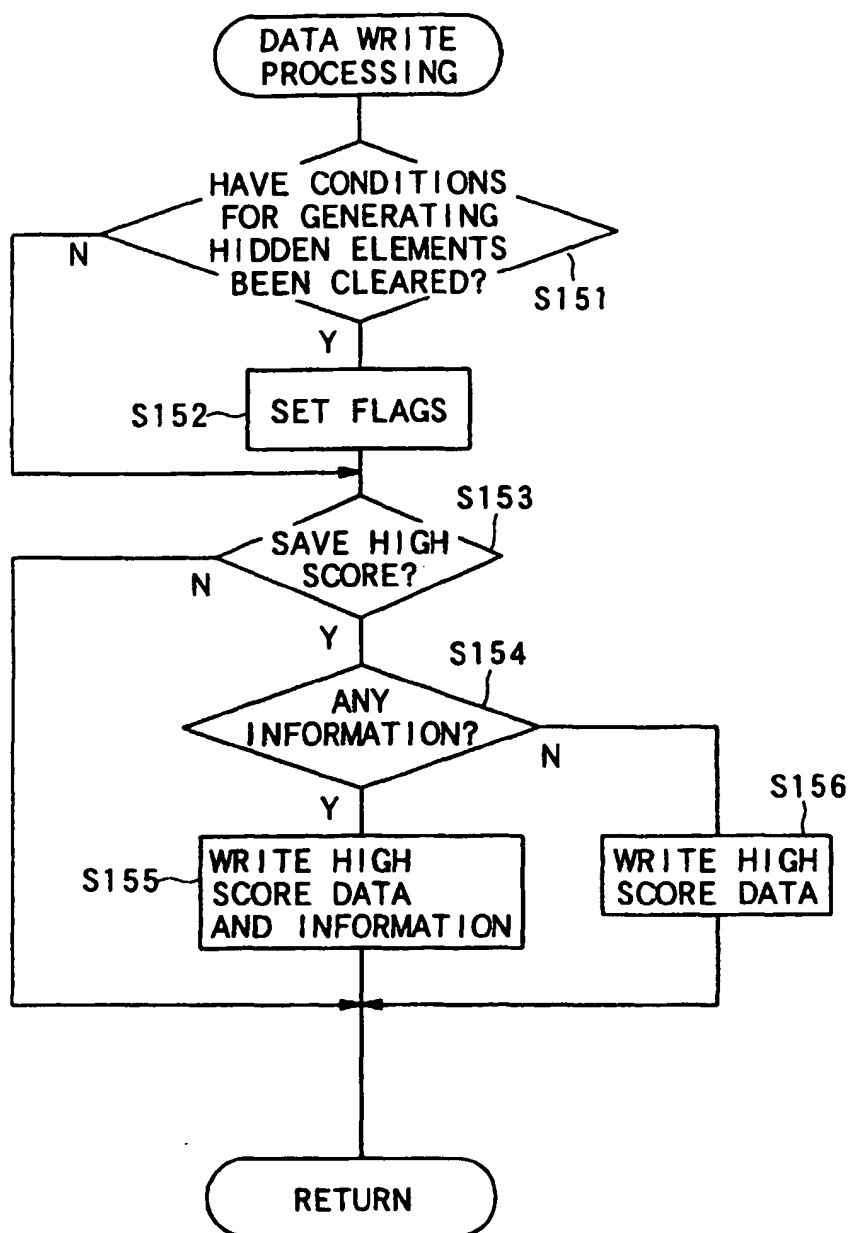 DATA WRITE
PROCESSING
HAVE CONDITIONS
FOR GENERATING
HIDDEN ELEMENTS
BEEN CLEARED?
N
S151
Y
S152
SET FLAGS
S153
SAVE HIGH
SCORE?
N
Y
S154
ANY
INFORMATION?
N
Y
S156
S155
WRITE HIGH
SCORE DATA
AND INFORMATION
WRITE HIGH
SCORE DATA
RETURN